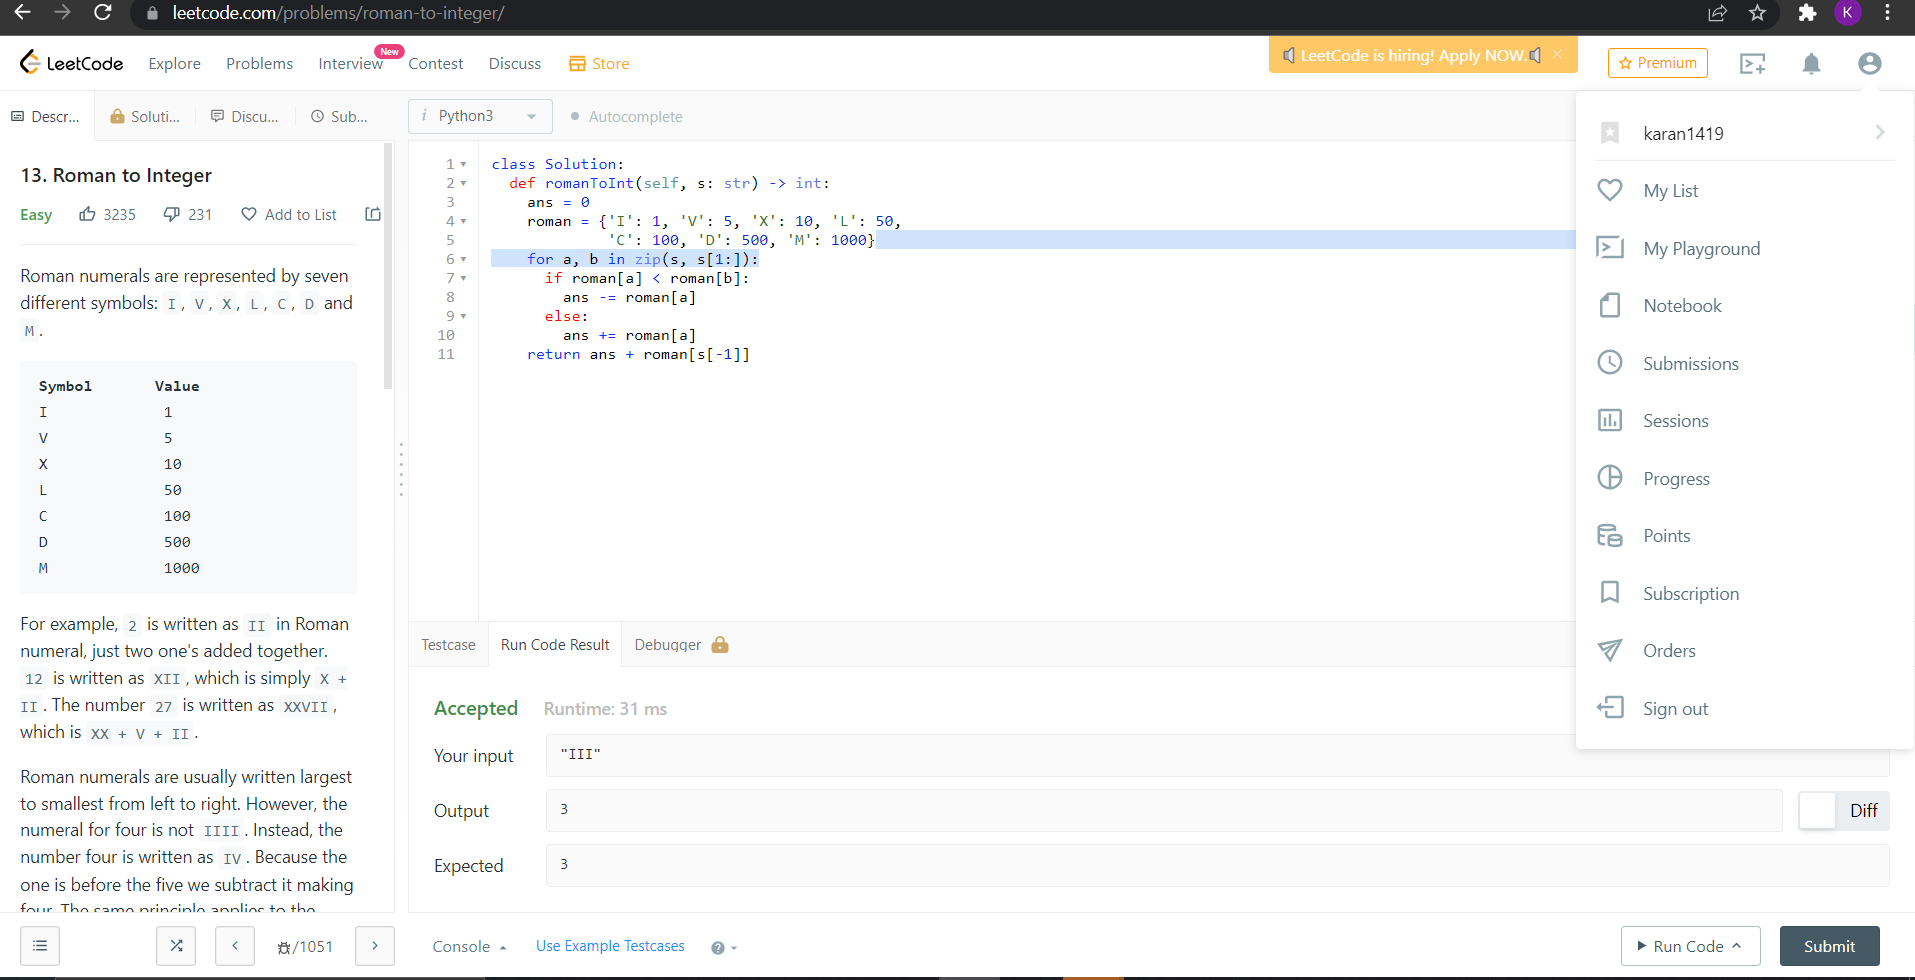 leetcode.com/problems/roman-to-integer/
K
LeetCode
Explore
Problems
Interview
New
Contest
Discuss
Store
LeetCode is hiring! Apply NOW.
Premium
Descr...
Soluti...
Discu...
Sub...
i Python3
Autocomplete
13. Roman to Integer
Easy 3235 231 Add to List
Roman numerals are represented by seven
different symbols: I, V, X, L, C, D and
M.
Symbol Value
I 1
V 5
X 10
L 50
C 100
D 500
M 1000
For example, 2 is written as II in Roman
numeral, just two one's added together.
12 is written as XII, which is simply X +
II. The number 27 is written as XXVII,
which is XX + V + II.
Roman numerals are usually written largest
to smallest from left to right. However, the
numeral for four is not IIII. Instead, the
number four is written as IV. Because the
one is before the five we subtract it making
four. The same principle applies to the
1 class Solution:
2 def romanToInt(self, s: str) -> int:
3 ans = 0
4 roman = {'I': 1, 'V': 5, 'X': 10, 'L': 50,
5 'C': 100, 'D': 500, 'M': 1000}
6 for a, b in zip(s, s[1:]):
7 if roman[a] < roman[b]:
8 ans -= roman[a]
9 else:
10 ans += roman[a]
11 return ans + roman[s[-1]]
Testcase
Run Code Result
Debugger
Accepted Runtime: 31 ms
Your input "III"
Output 3
Diff
Expected 3
karan1419
My List
My Playground
Notebook
Submissions
Sessions
Progress
Points
Subscription
Orders
Sign out
/1051
Console
Use Example Testcases
?
Run Code
Submit